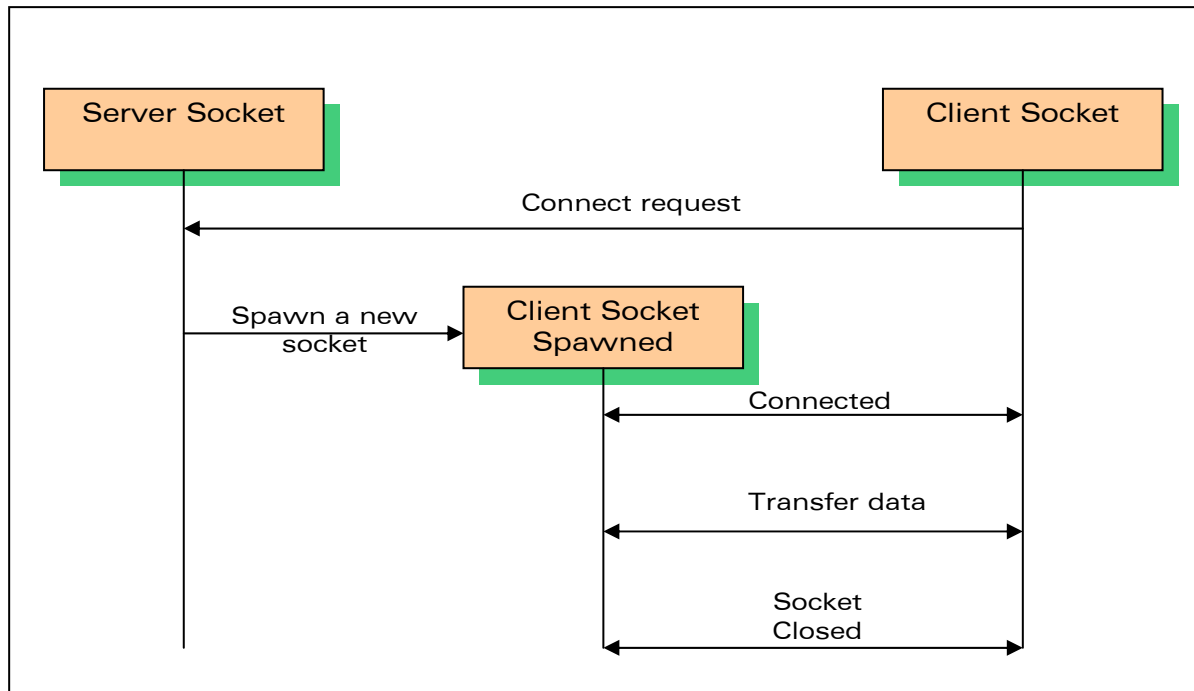 Server Socket
Client Socket
Connect request
Spawn a new
socket
Client Socket
Spawned
Connected
Transfer data
Socket
Closed